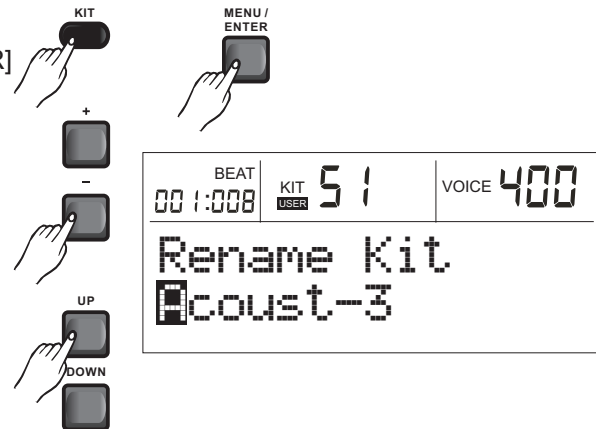 KIT
MENU /
ENTER
R]
+
-
BEAT
001:008
KIT
USER
51
VOICE 400
Rename Kit
Acoust-3
UP
DOWN